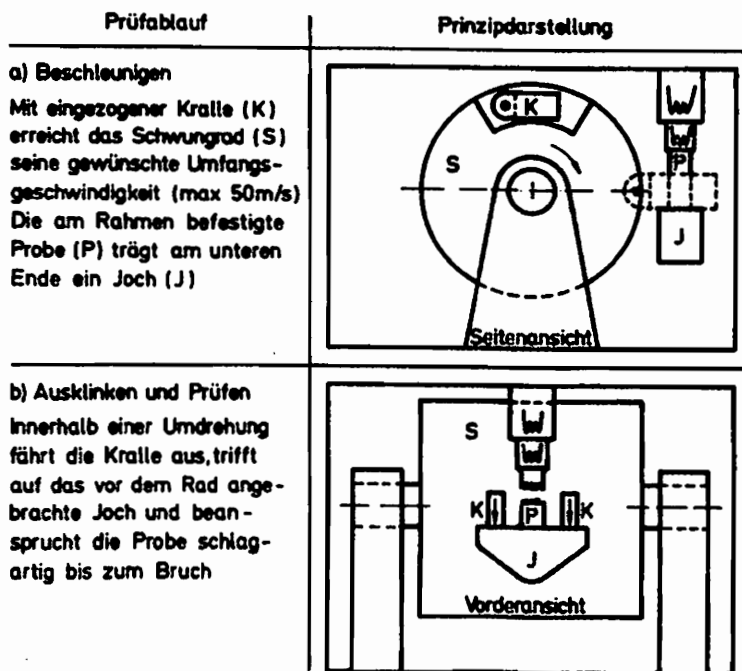 Prüfablauf
Prinzipdarstellung
a) Beschleunigen
Mit eingezogener Kralle (K)
erreicht das Schwungrad (S)
seine gewünschte Umfangs-
geschwindigkeit (max 50m/s)
Die am Rahmen befestigte
Probe (P) trägt am unteren
Ende ein Joch (J)
K
S
P
J
Seitenansicht
b) Ausklinken und Prüfen
Innerhalb einer Umdrehung
fährt die Kralle aus, trifft
auf das vor dem Rad ange-
brachte Joch und bean-
sprucht die Probe schlag-
artig bis zum Bruch
S
K P K
J
Vorderansicht